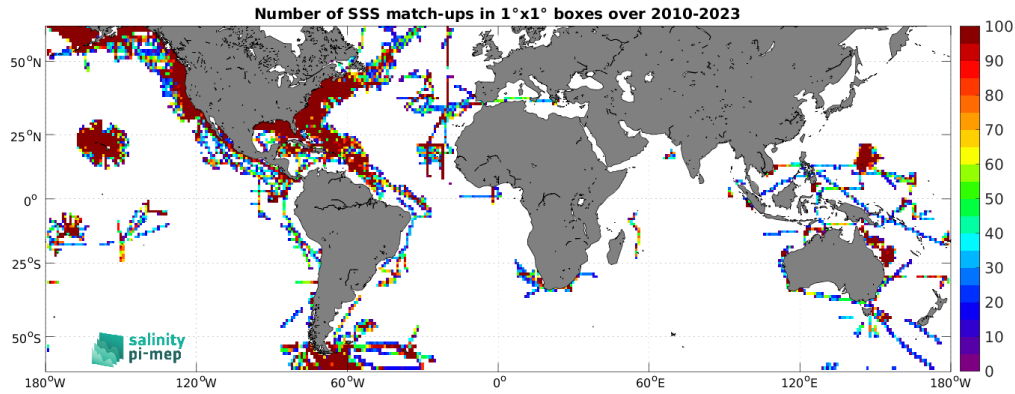 Number of SSS match-ups in 1°x1° boxes over 2010-2023
50°N
25°N
0°
25°S
50°S
180°W
120°W
60°W
0°
60°E
120°E
180°W
100
90
80
70
60
50
40
30
20
10
0
salinity
pi-mep